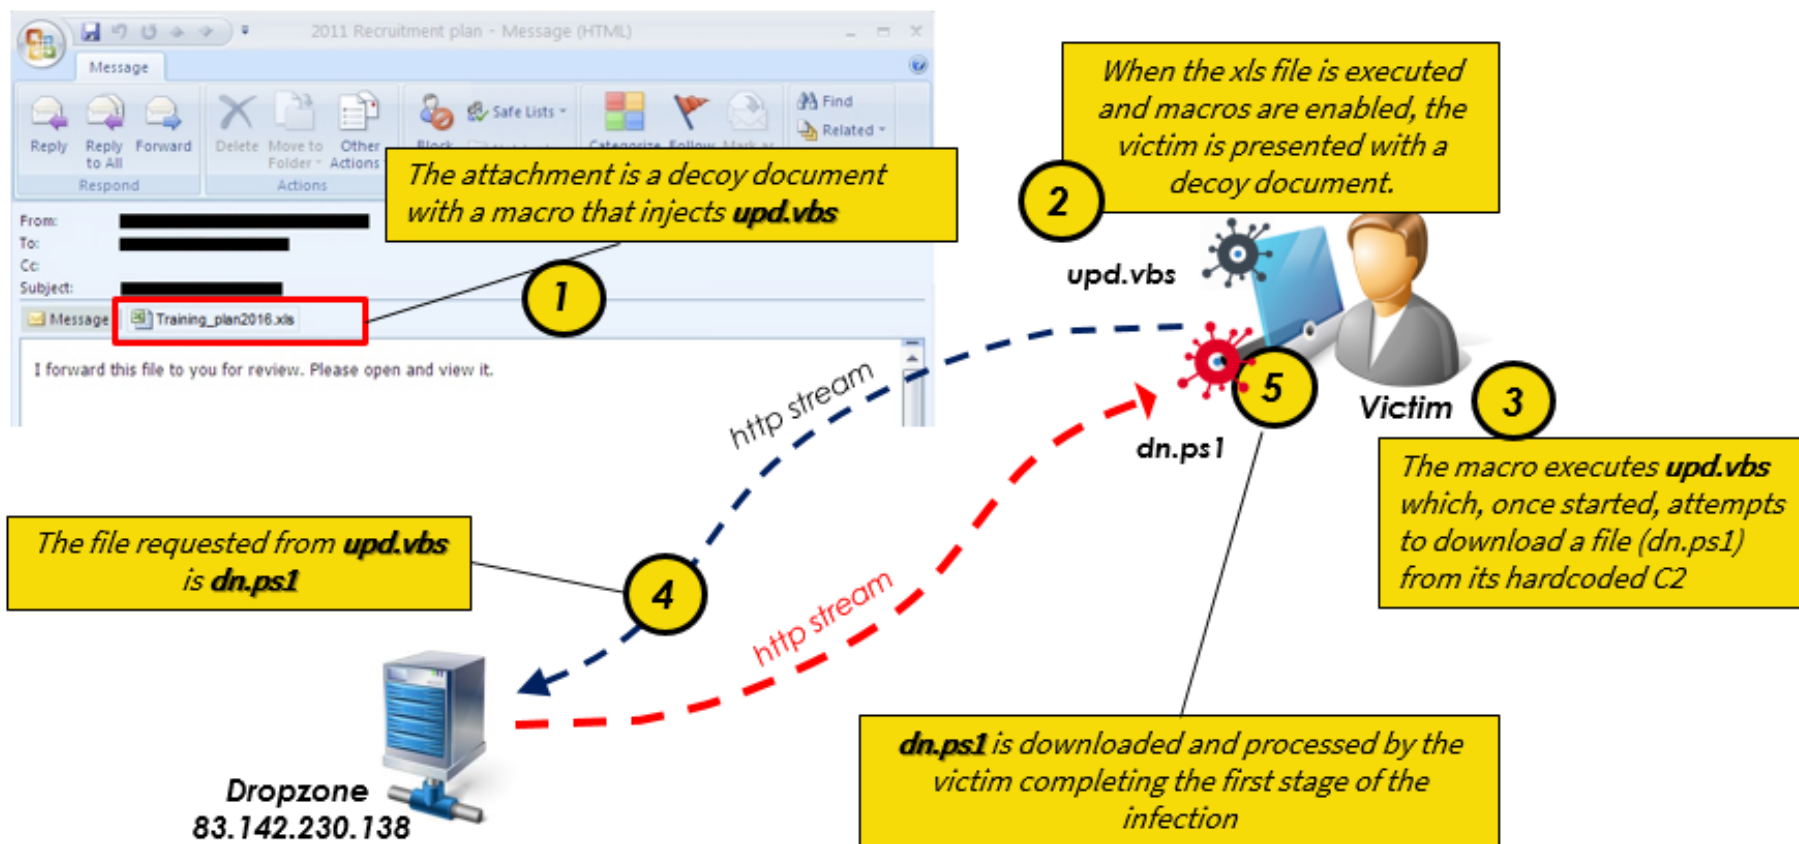 2011 Recruitment plan - Message (HTML)
Message
Reply
Reply to All
Forward
Respond
Delete
Move to Folder
Other Actions
Actions
Block
Safe Lists
Categorize
Follow
Mark as
Find
Related
The attachment is a decoy document
with a macro that injects upd.vbs
From:
To:
Cc:
Subject:
1
Message
Training_plan2016.xls
I forward this file to you for review. Please open and view it.
When the xls file is executed
and macros are enabled, the
victim is presented with a
decoy document.
2
upd.vbs
http stream
dn.ps1
5
Victim
3
The macro executes upd.vbs
which, once started, attempts
to download a file (dn.ps1)
from its hardcoded C2
The file requested from upd.vbs
is dn.ps1
4
http stream
Dropzone
83.142.230.138
dn.ps1 is downloaded and processed by the
victim completing the first stage of the
infection